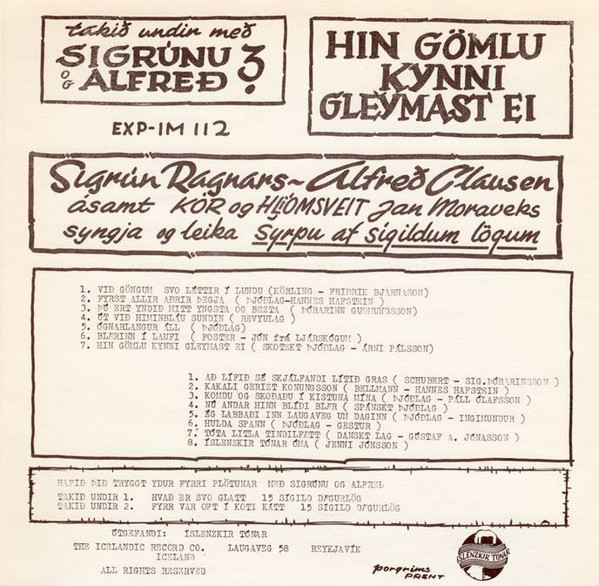 takið undir með
SIGRÚNU
OG ALFREÐ 3.
HIN GÖMLU
KYNNI
GLEYMAST EI
EXP-IM 112
Sigrún Ragnars ~ Alfreð Clausen
ásamt KÓR og HLJÓMSVEIT Jan Moraveks
syngja og leika Syrpu af sígildum lögum
1. VIÐ GÖNGUM SVO LÉTTIR Í LUNDU (KÖRLING - FRIÐRIK BJARNASON)
2. FYRST ALLIR AÐRIR ÞEGJA ( ÞJÓÐLAG-HANNES HAFSTEIN )
3. ÞÚ ERT YNDIÐ MITT YNGSTA OG BEZTA ( ÞÓRARINN GUÐMUNDSSON)
4. ÚT VIÐ HIMINBLÁU SUNDIN ( REVYULAG )
5. ÓGNARLANGUR ÁLL ( ÞJÓÐLAG)
6. BLÆRINN Í LAUFI ( FOSTER - JÓN frá LJÁRSKÓGUM )
7. HIN GÖMLU KYNNI GLEYMAST EI ( SKOTZKT ÞJÓÐLAG - ÁRNI PÁLSSON)
1. AÐ LÍFIÐ SÉ SKJÁLFANDI LÍTIÐ GRAS ( SCHUBERT - SIG.ÞÓRARINSSON )
2. KAKALI GERIST KONUNGSSON ( BELLMANN - HANNES HAFSTEIN )
3. KOMDU OG SKOÐAÐU Í KISTUNA MÍNA ( ÞJÓÐLAG - PÁLL ÓLAFSSON )
4. NÚ ANDAR HINN BLÍÐI BLÆR ( SPÁNSKT ÞJÓÐLAG )
5. ÉG LABBAÐI INN LAUGAVEG UM DAGINN ( ÞJÓÐLAG - INGIMUNDUR )
6. HULDA SPANN ( ÞJÓÐLAG - GESTUR )
7. TÓTA LITLA TINDILFÆTT ( DANSKT LAG - GÚSTAF A. JÓNASSON )
8. ÍSLENZKIR TÓNAR ÓMA ( JENNI JÓNSSON )
HAFIÐ ÞIÐ TRYGGT YÐUR FYRRI PLÖTUNAR MEÐ SIGRÚNU OG ALFREÐ
TAKIÐ UNDIR 1. HVAÐ ER SVO GLATT 15 SÍGILD DÆGURLÖG
TAKIÐ UNDIR 2. FYRR VAR OFT Í KOTI KÁTT 15 SÍGILD DÆGURLÖG
ÚTGEFANDI: ÍSLENZKIR TÓNAR
THE ICELANDIC RECORD CO. LAUGAVEG 58 REYKJAVÍK
ICELAND
ALL RIGHTS RESERVED
þorgrims
PRENT
ÍSLENZKIR TÓNAR